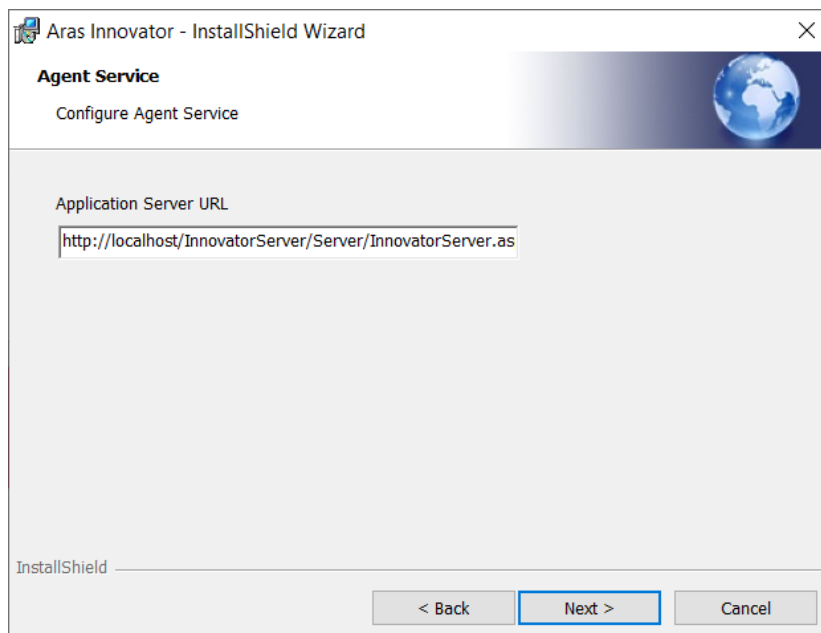 Aras Innovator - InstallShield Wizard
Agent Service
Configure Agent Service
Application Server URL
http://localhost/InnovatorServer/Server/InnovatorServer.as
InstallShield
< Back Next > Cancel